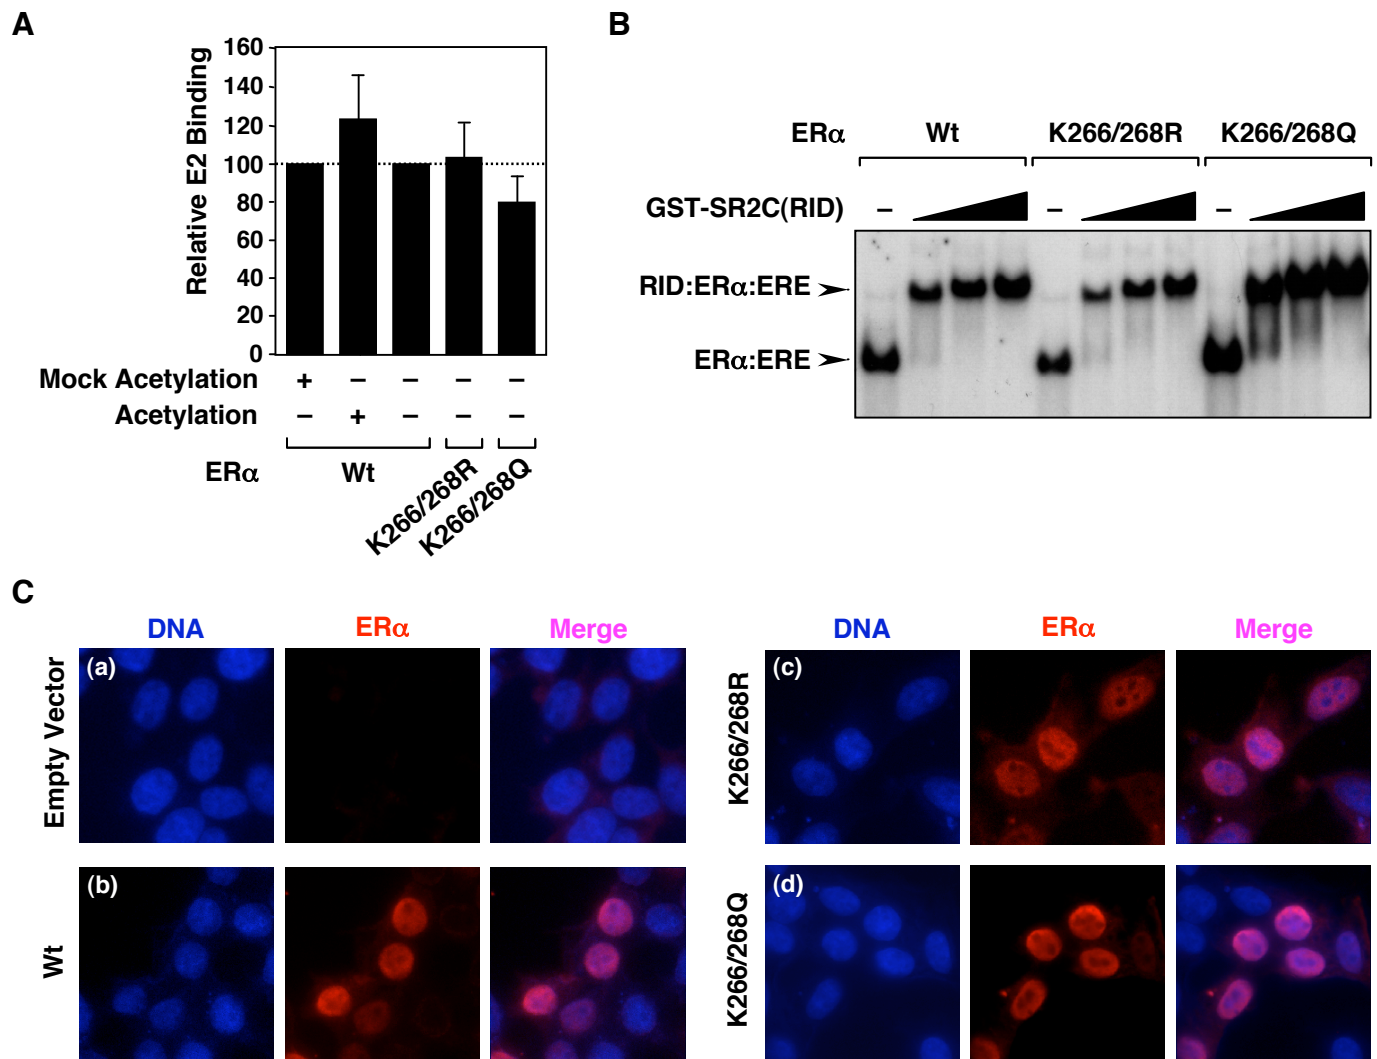 A
Relative E2 Binding
160
140
120
100
80
60
40
20
0
Mock Acetylation + – – – –
Acetylation – + – – –
ERα Wt K266/268R K266/268Q
B
ERα Wt K266/268R K266/268Q
GST-SR2C(RID) – – –
RID:ERα:ERE
ERα:ERE
C
DNA ERα Merge
Empty Vector
(a)
Wt
(b)
DNA ERα Merge
K266/268R
(c)
K266/268Q
(d)